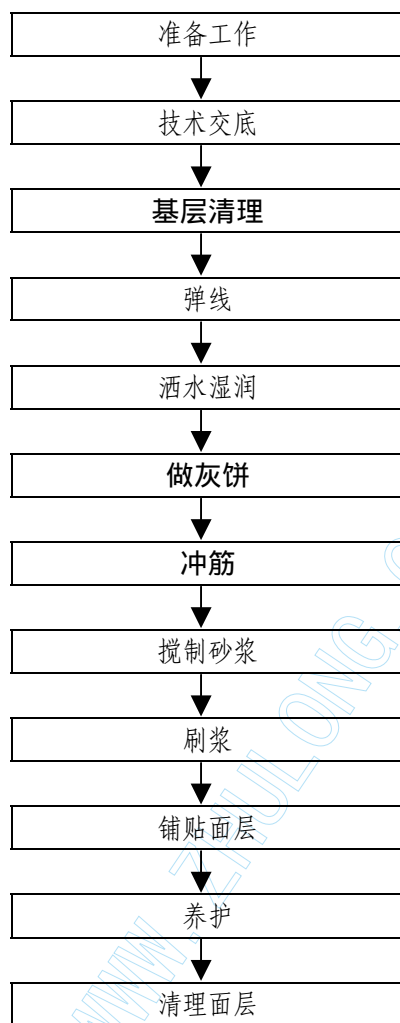 准备工作
技术交底
基层清理
弹线
洒水湿润
做灰饼
冲筋
搅制砂浆
刷浆
铺贴面层
养护
清理面层
WWW.ZHULONG.C